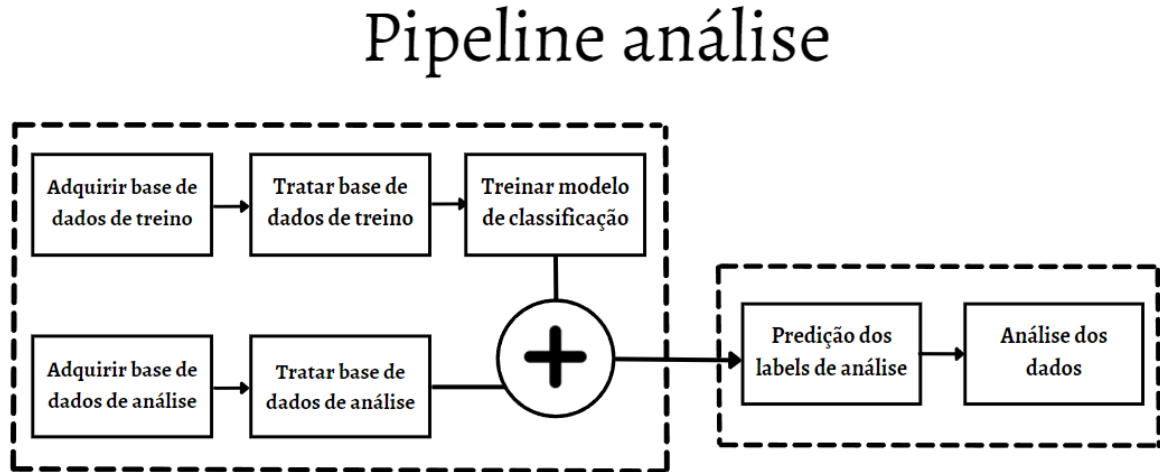 Pipeline análise
Adquirir base de
dados de treino
Tratar base de
dados de treino
Treinar modelo
de classificação
Adquirir base de
dados de análise
Tratar base de
dados de análise
Predição dos
labels de análise
Análise dos
dados